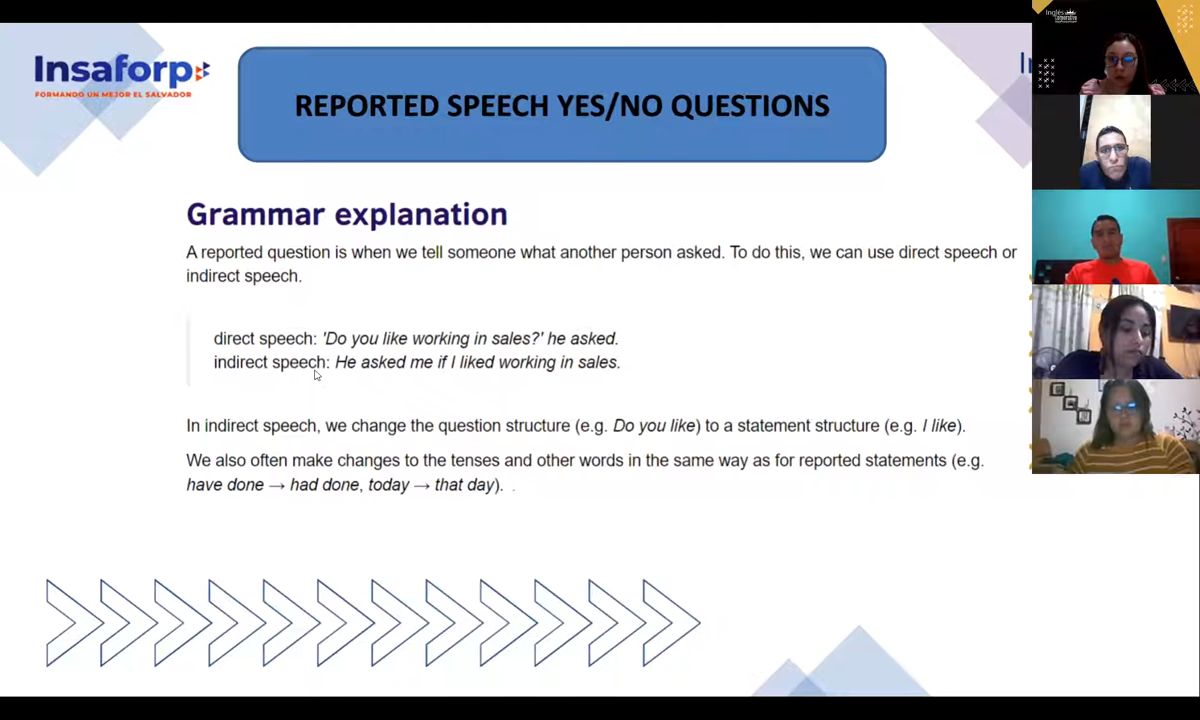 Insaforp
FORMANDO UN MEJOR EL SALVADOR
REPORTED SPEECH YES/NO QUESTIONS
Inglés
Corporativo
Grammar explanation
A reported question is when we tell someone what another person asked. To do this, we can use direct speech or
indirect speech.
direct speech: 'Do you like working in sales?' he asked.
indirect speech: He asked me if I liked working in sales.
In indirect speech, we change the question structure (e.g. Do you like) to a statement structure (e.g. I like).
We also often make changes to the tenses and other words in the same way as for reported statements (e.g.
have done → had done, today → that day). .